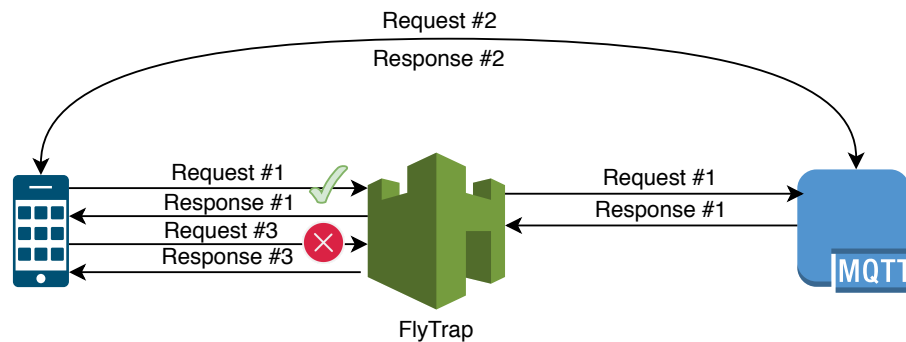 Request #2
Response #2
Request #1
Response #1
Request #3
Response #3
Request #1
Response #1
MQTT
FlyTrap